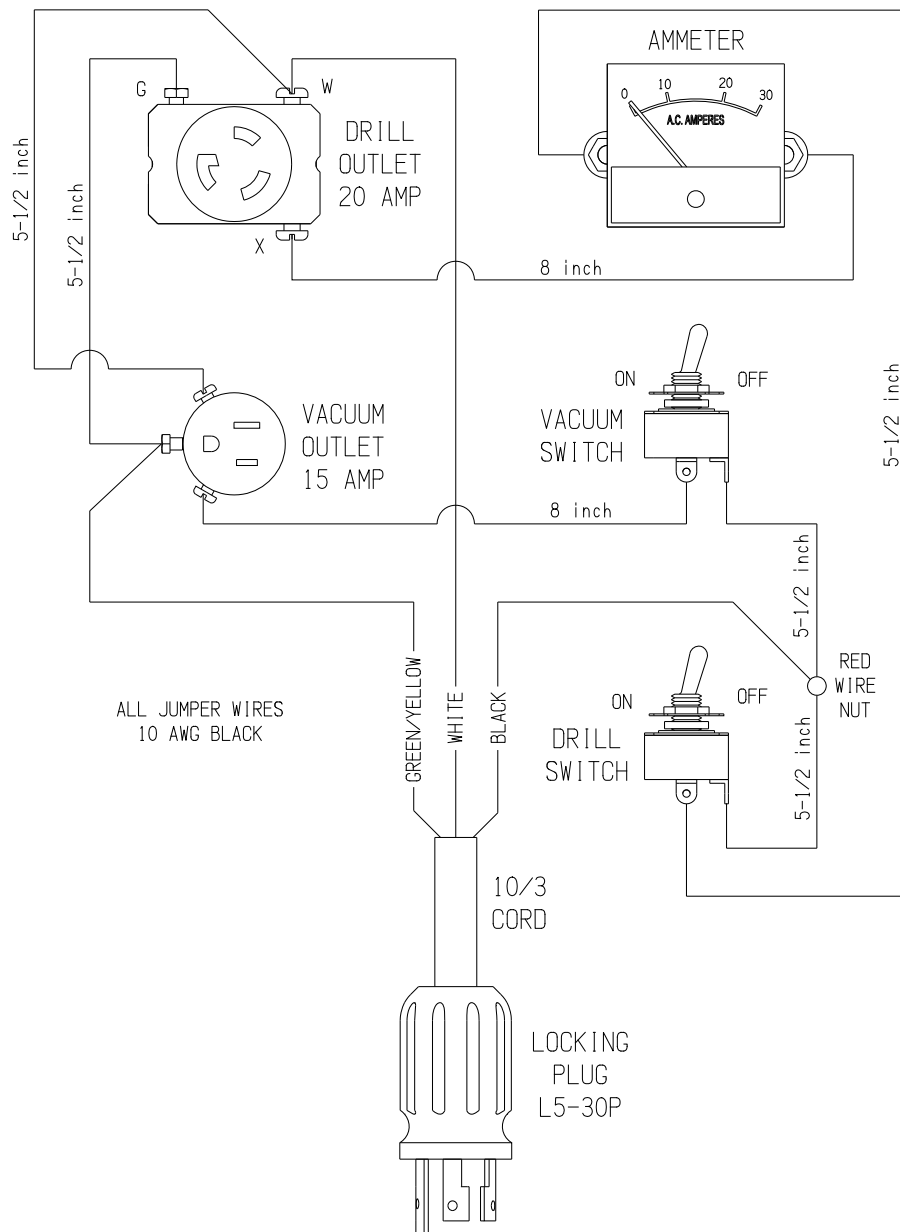 AMMETER
0
10
20
30
A.C. AMPERES
G
W
DRILL
OUTLET
20 AMP
X
5-1/2 inch
5-1/2 inch
8 inch
ON
OFF
VACUUM
SWITCH
5-1/2 inch
VACUUM
OUTLET
15 AMP
8 inch
5-1/2 inch
RED
WIRE
NUT
ON
OFF
DRILL
SWITCH
5-1/2 inch
ALL JUMPER WIRES
10 AWG BLACK
GREEN/YELLOW
WHITE
BLACK
10/3
CORD
LOCKING
PLUG
L5-30P